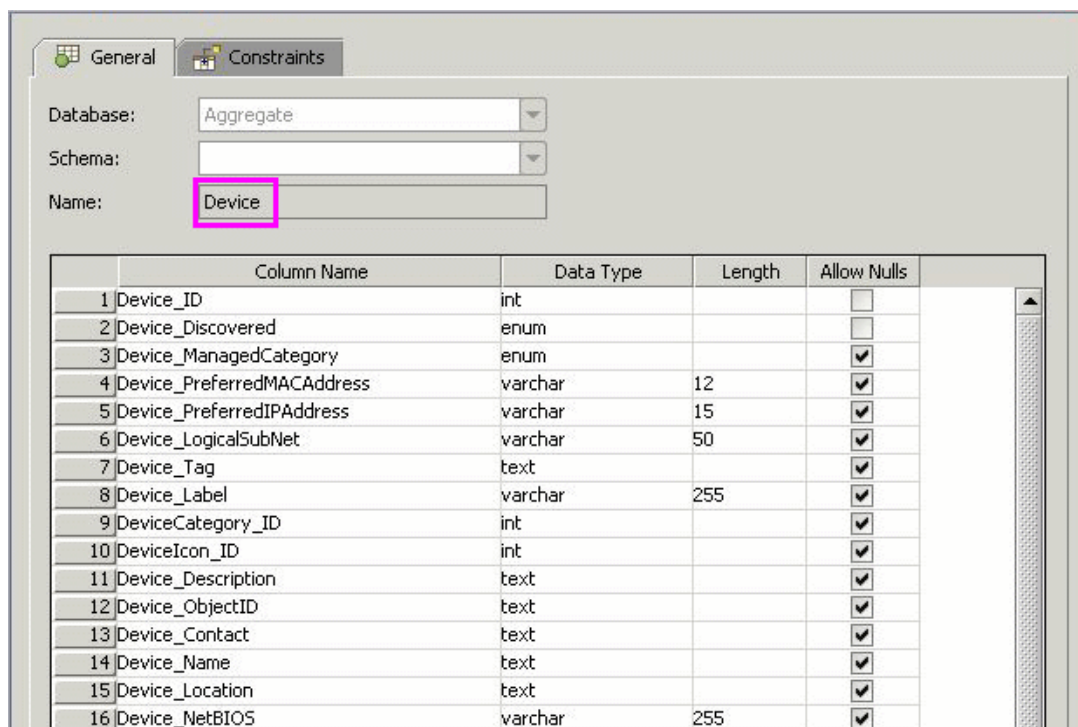 General Constraints
Database: Aggregate
Schema:
Name: Device
Column Name Data Type Length Allow Nulls
1 Device_ID int
2 Device_Discovered enum
3 Device_ManagedCategory enum
4 Device_PreferredMACAddress varchar 12
5 Device_PreferredIPAddress varchar 15
6 Device_LogicalSubNet varchar 50
7 Device_Tag text
8 Device_Label varchar 255
9 DeviceCategory_ID int
10 DeviceIcon_ID int
11 Device_Description text
12 Device_ObjectID text
13 Device_Contact text
14 Device_Name text
15 Device_Location text
16 Device_NetBIOS varchar 255